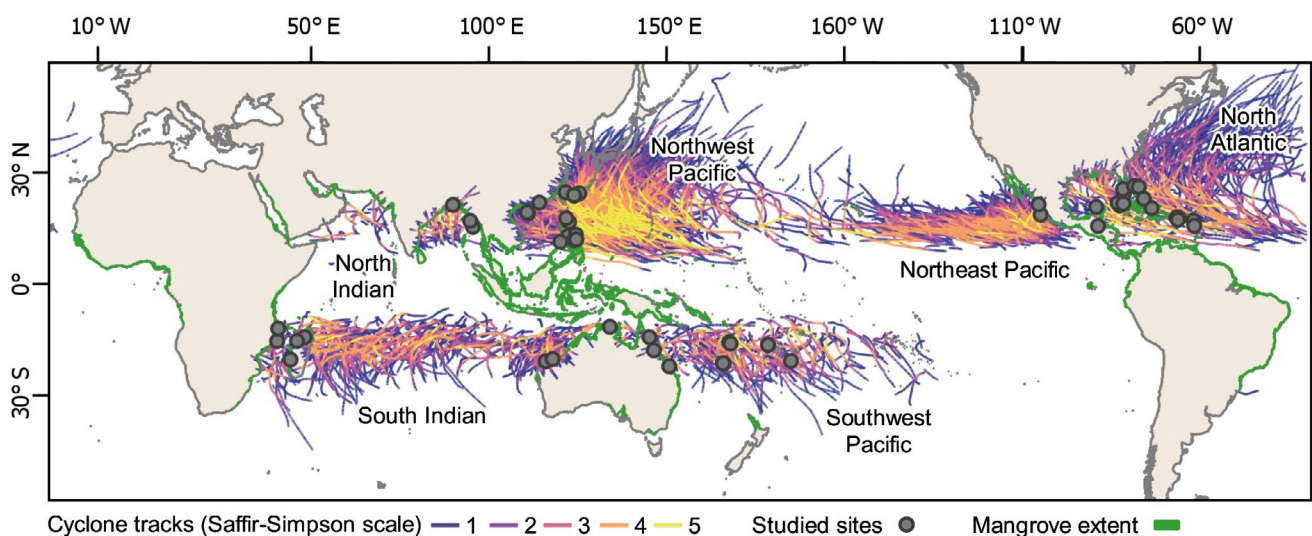 10° W 50° E 100° E 150° E 160° W 110° W 60° W
30° N
0°
30° S
North
Atlantic
Northwest
Pacific
North
Indian
Northeast Pacific
South Indian
Southwest
Pacific
Cyclone tracks (Saffir-Simpson scale) 1 2 3 4 5 Studied sites Mangrove extent